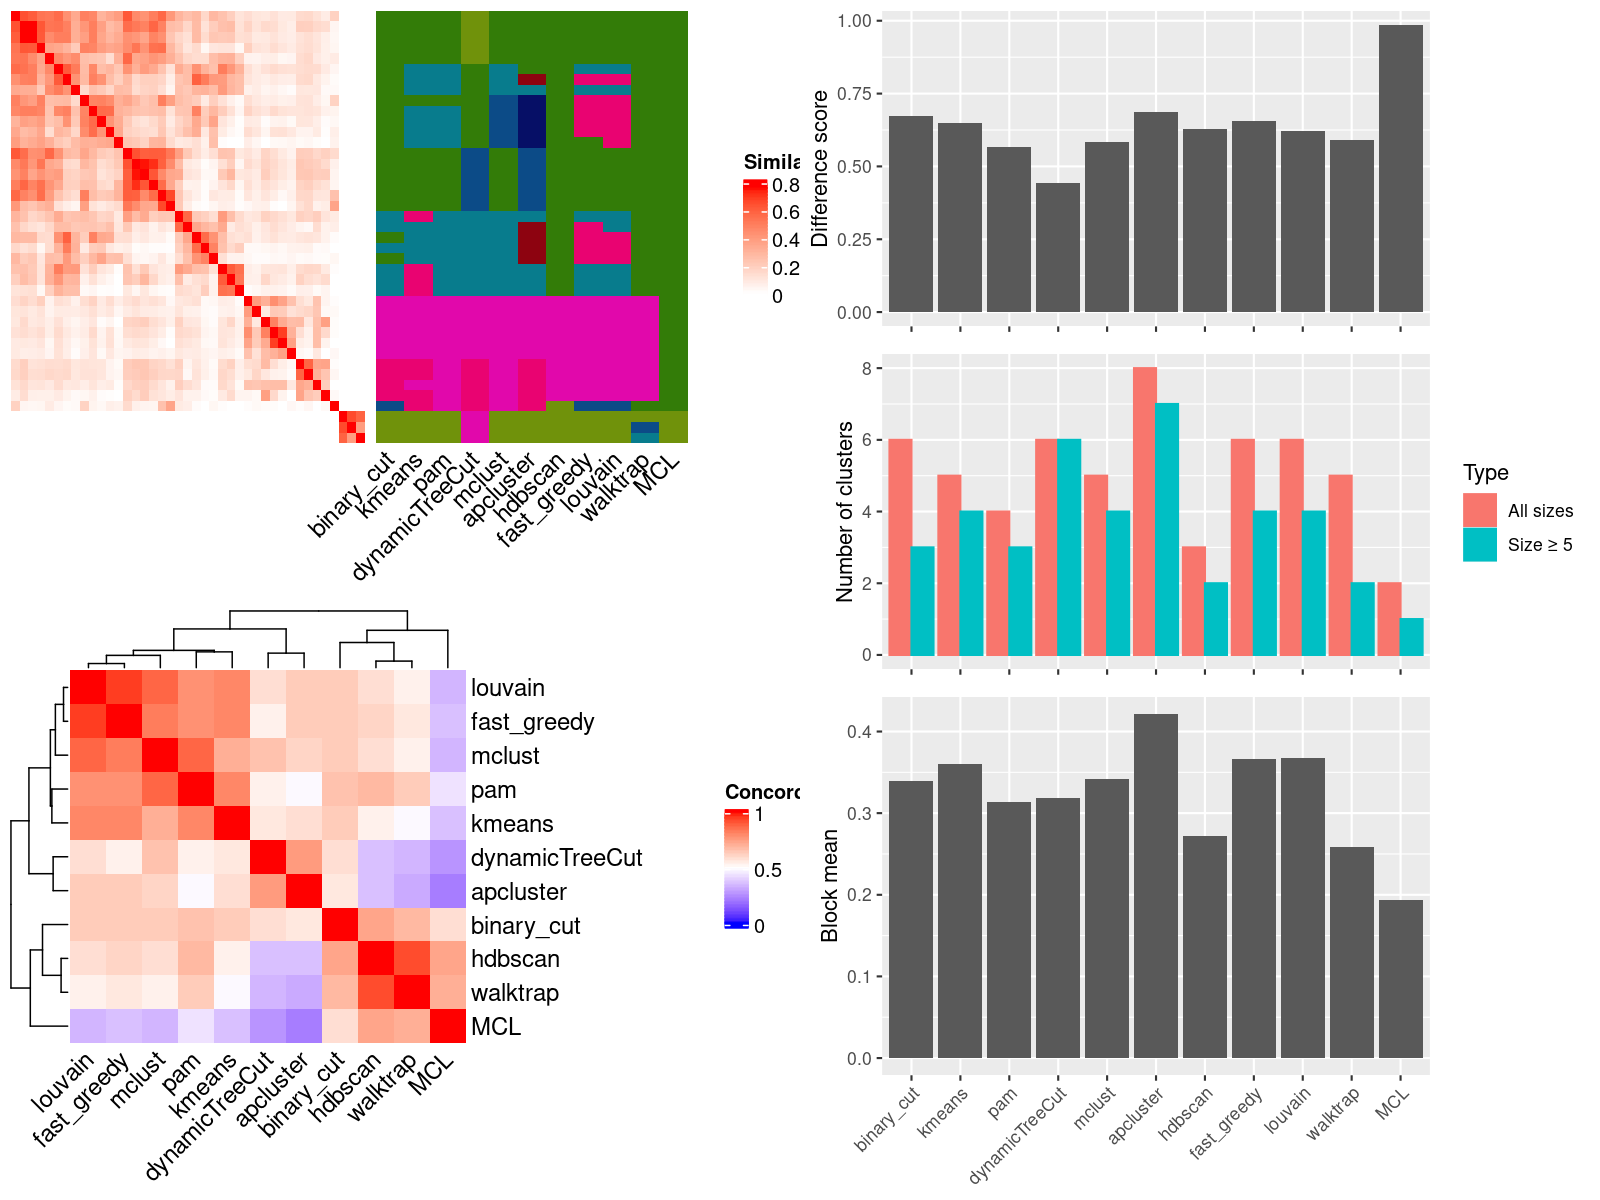 Simila
0.8
0.6
0.4
0.2
0
binary_cut
kmeans
pam
dynamicTreeCut
mclust
apcluster
hdbscan
fast_greedy
louvain
walktrap
MCL
louvain
fast_greedy
mclust
pam
kmeans
dynamicTreeCut
apcluster
binary_cut
hdbscan
walktrap
MCL
louvain
fast_greedy
mclust
pam
kmeans
dynamicTreeCut
apcluster
binary_cut
hdbscan
walktrap
MCL
Concord
1
0.5
0
Difference score
1.00
0.75
0.50
0.25
0.00
Number of clusters
8
6
4
2
0
Type
All sizes
Size ≥ 5
Block mean
0.4
0.3
0.2
0.1
0.0
binary_cut
kmeans
pam
dynamicTreeCut
mclust
apcluster
hdbscan
fast_greedy
louvain
walktrap
MCL